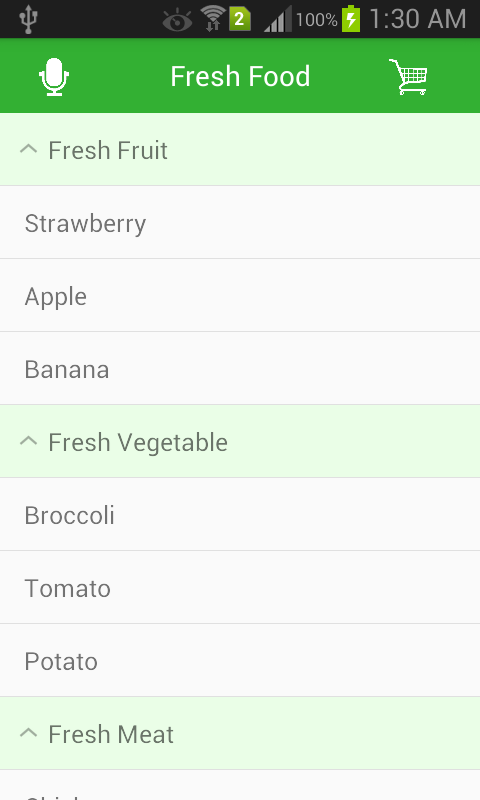 2 100% 1:30 AM
Fresh Food
Fresh Fruit
Strawberry
Apple
Banana
Fresh Vegetable
Broccoli
Tomato
Potato
Fresh Meat